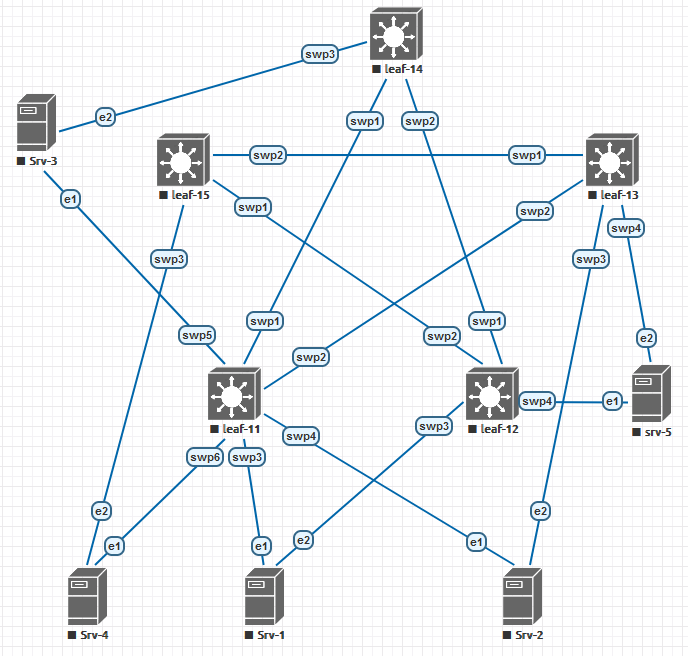 leaf-14
swp3
e2
swp1
swp2
Srv-3
leaf-15
swp2
swp1
leaf-13
e1
swp1
swp2
swp4
swp3
swp3
swp5
swp1
swp1
swp2
swp2
e2
leaf-11
leaf-12
swp4
e1
srv-5
swp6
swp3
swp4
swp3
e2
e1
e1
e2
e1
e2
Srv-4
Srv-1
Srv-2